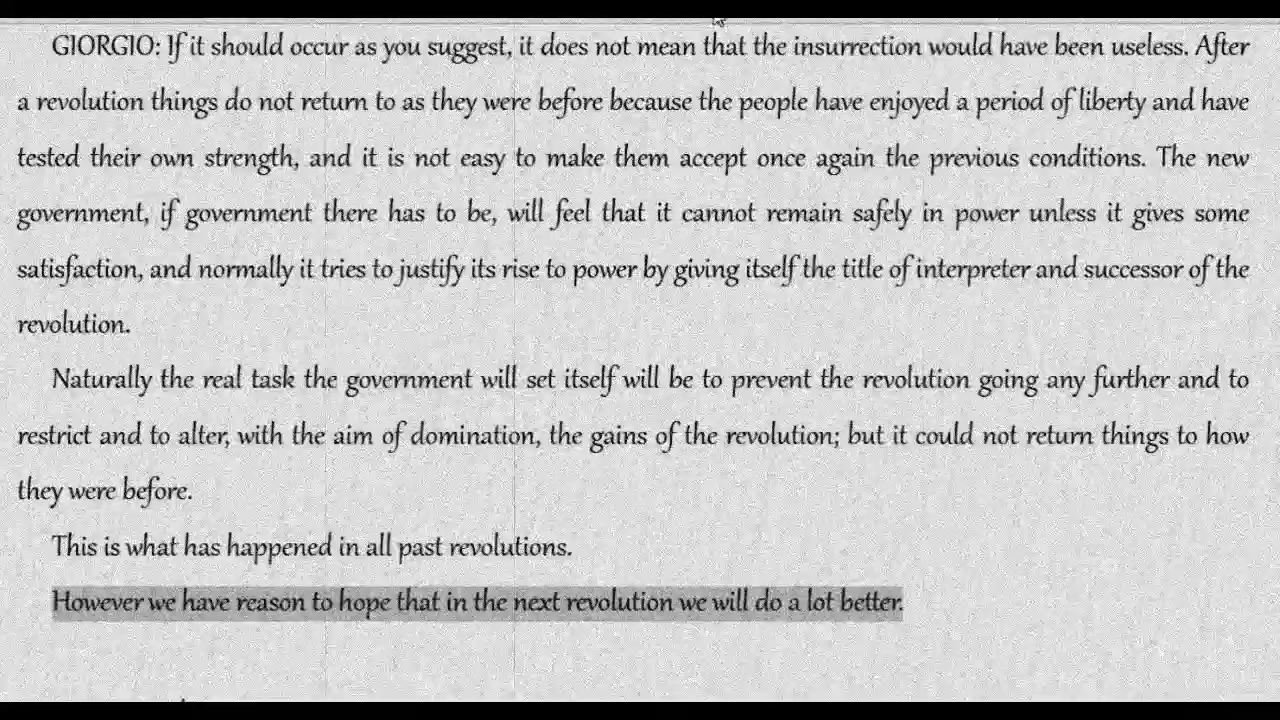 GIORGIO: If it should occur as you suggest, it does not mean that the insurrection would have been useless. After
a revolution things do not return to as they were before because the people have enjoyed a period of liberty and have
tested their own strength, and it is not easy to make them accept once again the previous conditions. The new
government, if government there has to be, will feel that it cannot remain safely in power unless it gives some
satisfaction, and normally it tries to justify its rise to power by giving itself the title of interpreter and successor of the
revolution.
Naturally the real task the government will set itself will be to prevent the revolution going any further and to
restrict and to alter, with the aim of domination, the gains of the revolution; but it could not return things to how
they were before.
This is what has happened in all past revolutions.
However we have reason to hope that in the next revolution we will do a lot better.